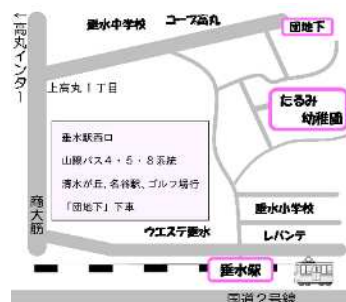 ←高丸インター
垂水中学校
コープ高丸
団地下
上高丸1丁目
たるみ
幼稚園
垂水駅西口
山陽バス4・5・8系統
清水が丘、名谷駅、ゴルフ場行
「団地下」下車
商大筋
垂水小学校
ウエステ垂水
レバンテ
垂水駅
国道2号線